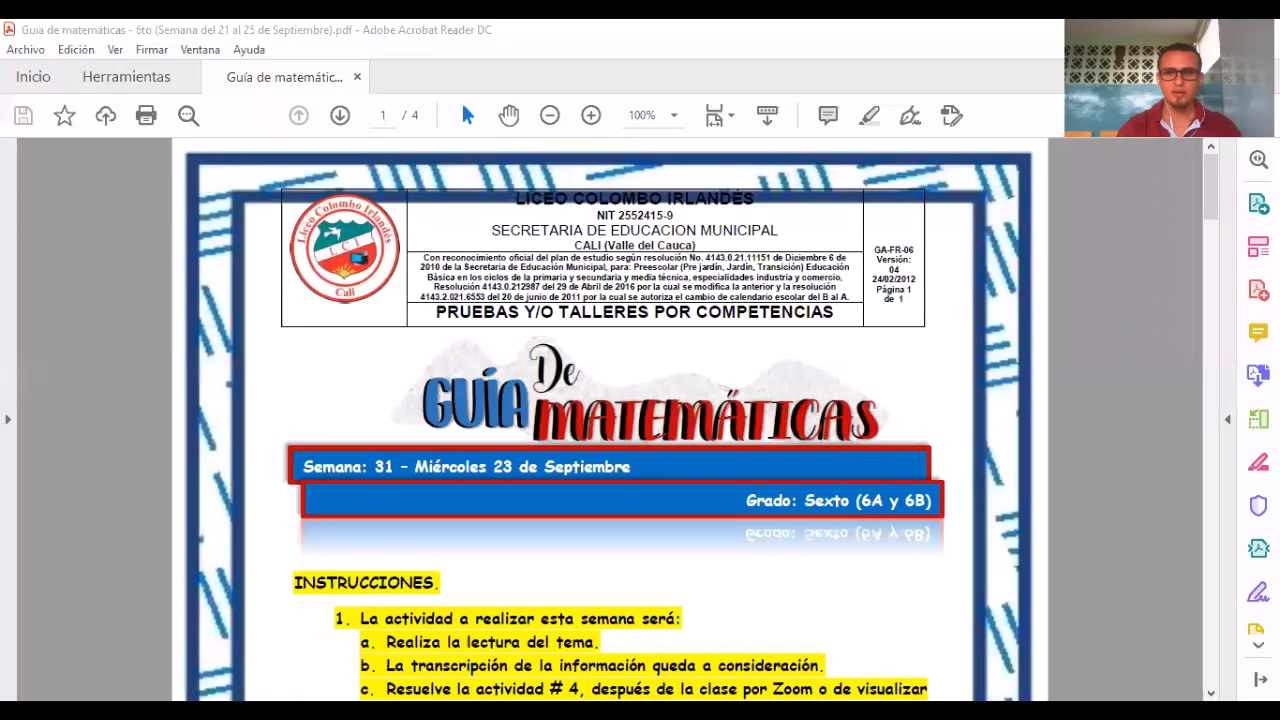 Guía de matemáticas - 6to (Semana del 21 al 25 de Septiembre).pdf - Adobe Acrobat Reader DC
Archivo Edición Ver Firmar Ventana Ayuda
Inicio Herramientas Guía de matemátic... ×
1 / 4 100%
Liceo Colombo Irlandés
L C I
Cali
LICEO COLOMBO IRLANDÉS
NIT 2552415-9
SECRETARIA DE EDUCACION MUNICIPAL
CALI (Valle del Cauca)
Con reconocimiento oficial del plan de estudio según resolución No. 4143.0.21.11151 de Diciembre 6 de
2010 de la Secretaria de Educación Municipal, para: Preescolar (Pre jardín, Jardín, Transición) Educación
Básica en los ciclos de la primaria y secundaria y media técnica, especialidades industria y comercio,
Resolución 4143.0.212987 del 29 de Abril de 2016 por la cual se modifica la anterior y la resolución
4143.2.021.6553 del 20 de junio de 2011 por la cual se autoriza el cambio de calendario escolar del B al A.
PRUEBAS Y/O TALLERES POR COMPETENCIAS
GA-FR-06
Versión:
04
24/02/2012
Página 1
de 1
GUÍA De
MATEMÁTICAS
Semana: 31 – Miércoles 23 de Septiembre
Grado: Sexto (6A y 6B)
INSTRUCCIONES.
1. La actividad a realizar esta semana será:
a. Realiza la lectura del tema.
b. La transcripción de la información queda a consideración.
c. Resuelve la actividad # 4, después de la clase por Zoom o de visualizar